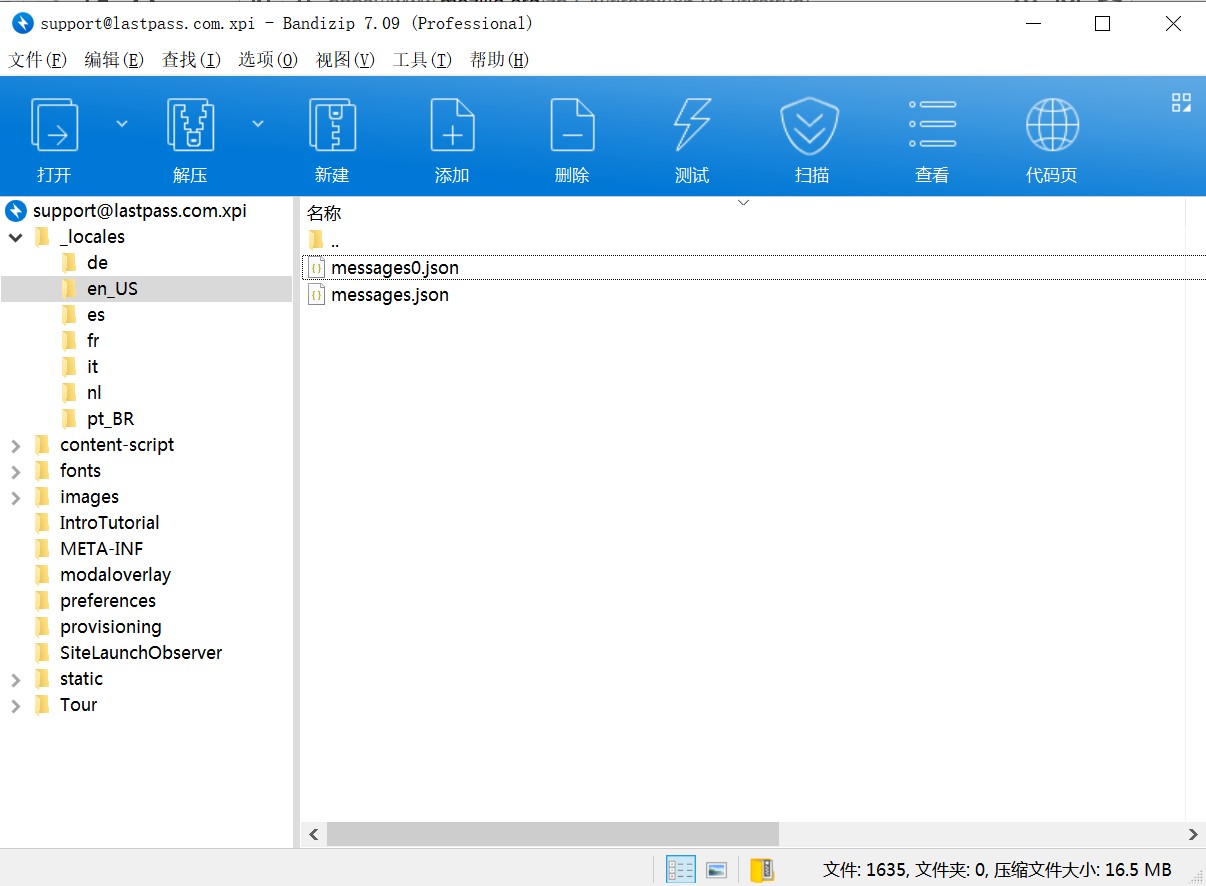 support@lastpass.com.xpi - Bandizip 7.09 (Professional)
文件(F) 编辑(E) 查找(I) 选项(O) 视图(V) 工具(T) 帮助(H)
打开 解压 新建 添加 删除 测试 扫描 查看 代码页
support@lastpass.com.xpi
_locales
de
en_US
es
fr
it
nl
pt_BR
content-script
fonts
images
IntroTutorial
META-INF
modaloverlay
preferences
provisioning
SiteLaunchObserver
static
Tour
名称
..
messages0.json
messages.json
文件: 1635, 文件夹: 0, 压缩文件大小: 16.5 MB